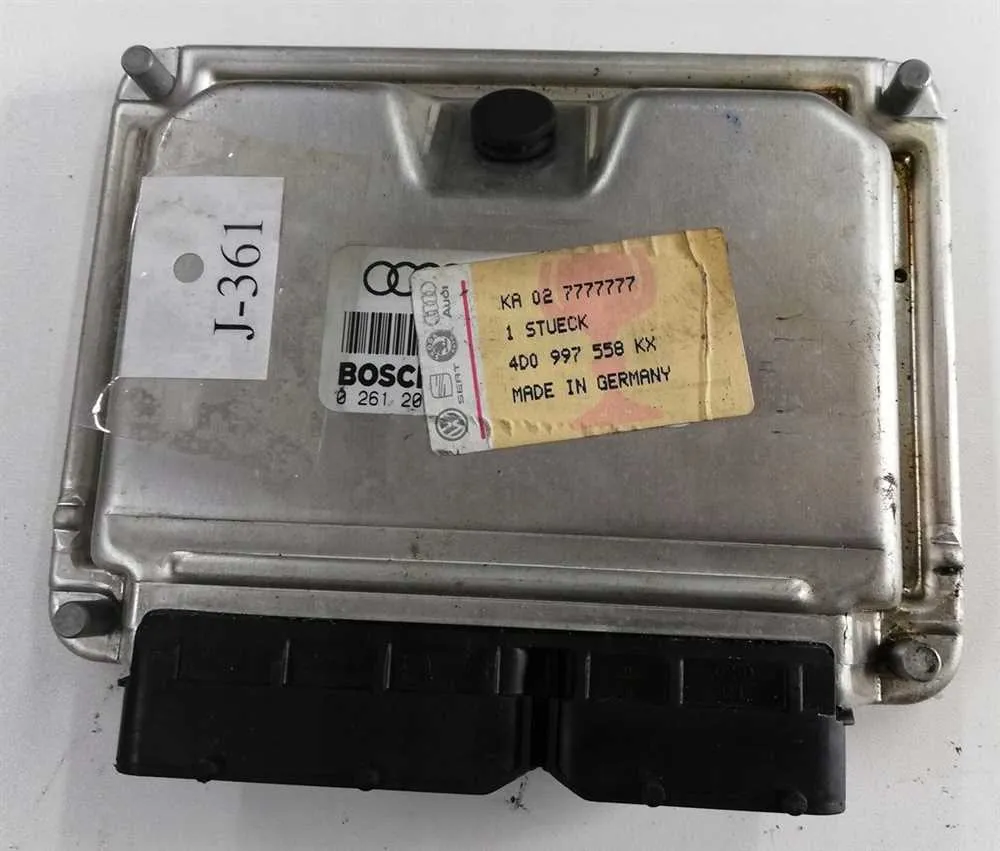 J-361
BOSCH
0 261 20
AUDI
SEAT
KA 02 7777777
1 STUECK
4D0 997 558 KX
MADE IN GERMANY